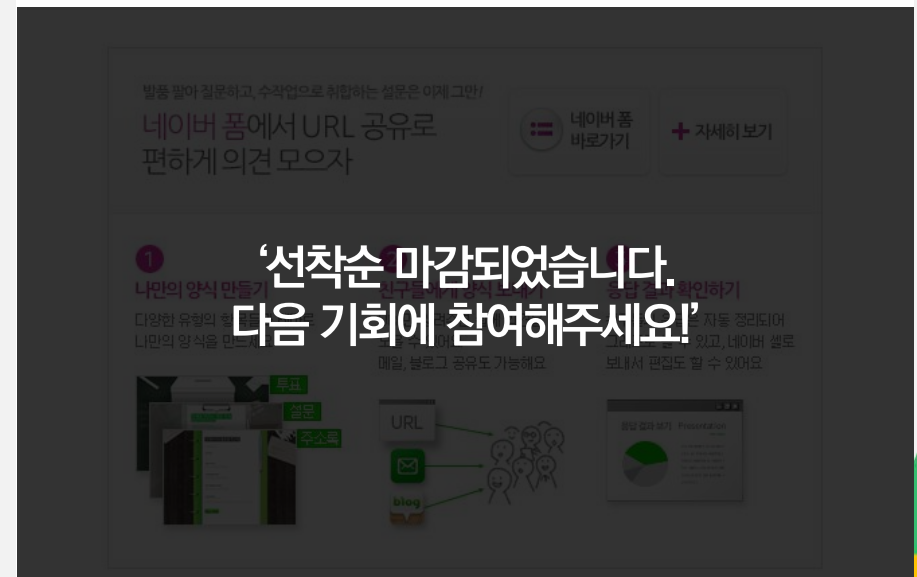 발품 팔아 질문하고, 수작업으로 취합하는 설문은 이제 그만!
네이버 폼에서 URL 공유로
편하게 의견 모으자
네이버 폼
바로가기
+ 자세히 보기
‘선착순 마감되었습니다.
다음 기회에 참여해주세요!’
1
나만의 양식 만들기
다양한 유형의
나만의 양식을
투표
설문
주소록
메일, 블로그 공유도 가능해요
URL
blog
응답 결과 확인하기
자동 정리되어
있고, 네이버 셀로
보내서 편집도 할 수 있어요
응답 결과 보기 Presentation